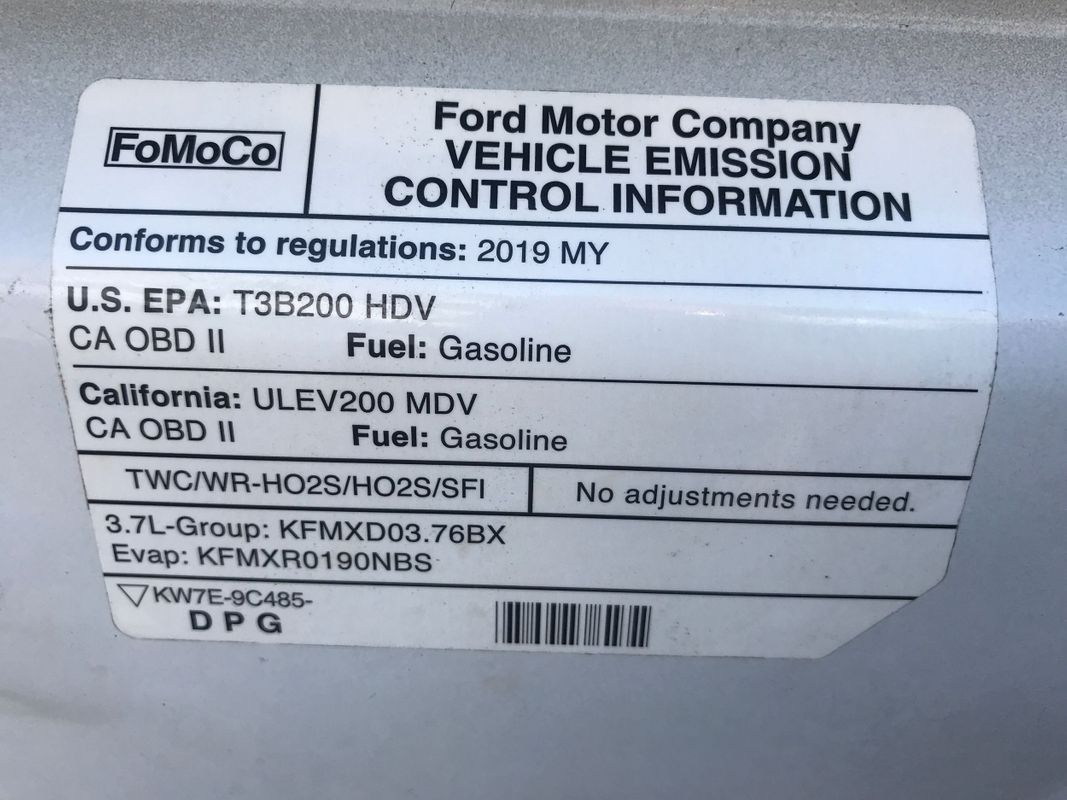 FoMoCo
Ford Motor Company
VEHICLE EMISSION
CONTROL INFORMATION
Conforms to regulations: 2019 MY
U.S. EPA: T3B200 HDV
CA OBD II Fuel: Gasoline
California: ULEV200 MDV
CA OBD II Fuel: Gasoline
TWC/WR-HO2S/HO2S/SFI
No adjustments needed.
3.7L-Group: KFMXD03.76BX
Evap: KFMXR0190NBS
KW7E-9C485-
D P G